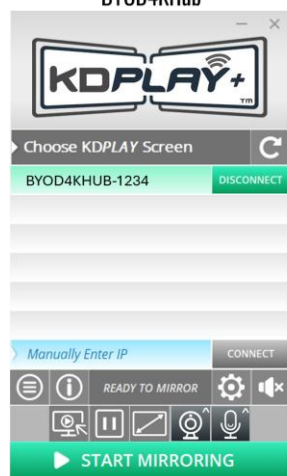 BYOD4KHub
KDPLAY+
TM
Choose KDPLAY Screen
BYOD4KHUB-1234 DISCONNECT
Manually Enter IP CONNECT
READY TO MIRROR
START MIRRORING